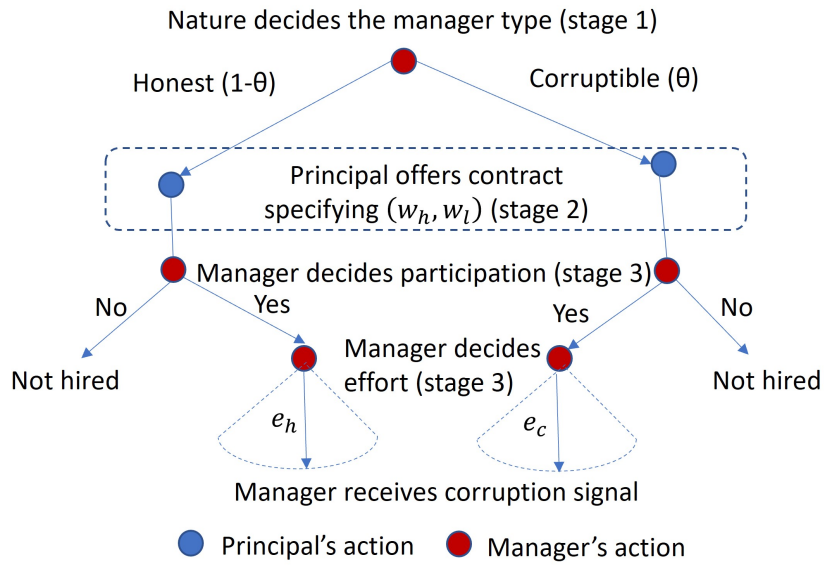 Nature decides the manager type (stage 1)
Honest (1-θ)
Corruptible (θ)
Principal offers contract
specifying (w_h, w_l) (stage 2)
Manager decides participation (stage 3)
No
Yes
Yes
No
Not hired
Manager decides
effort (stage 3)
Not hired
e_h
e_c
Manager receives corruption signal
Principal's action
Manager's action